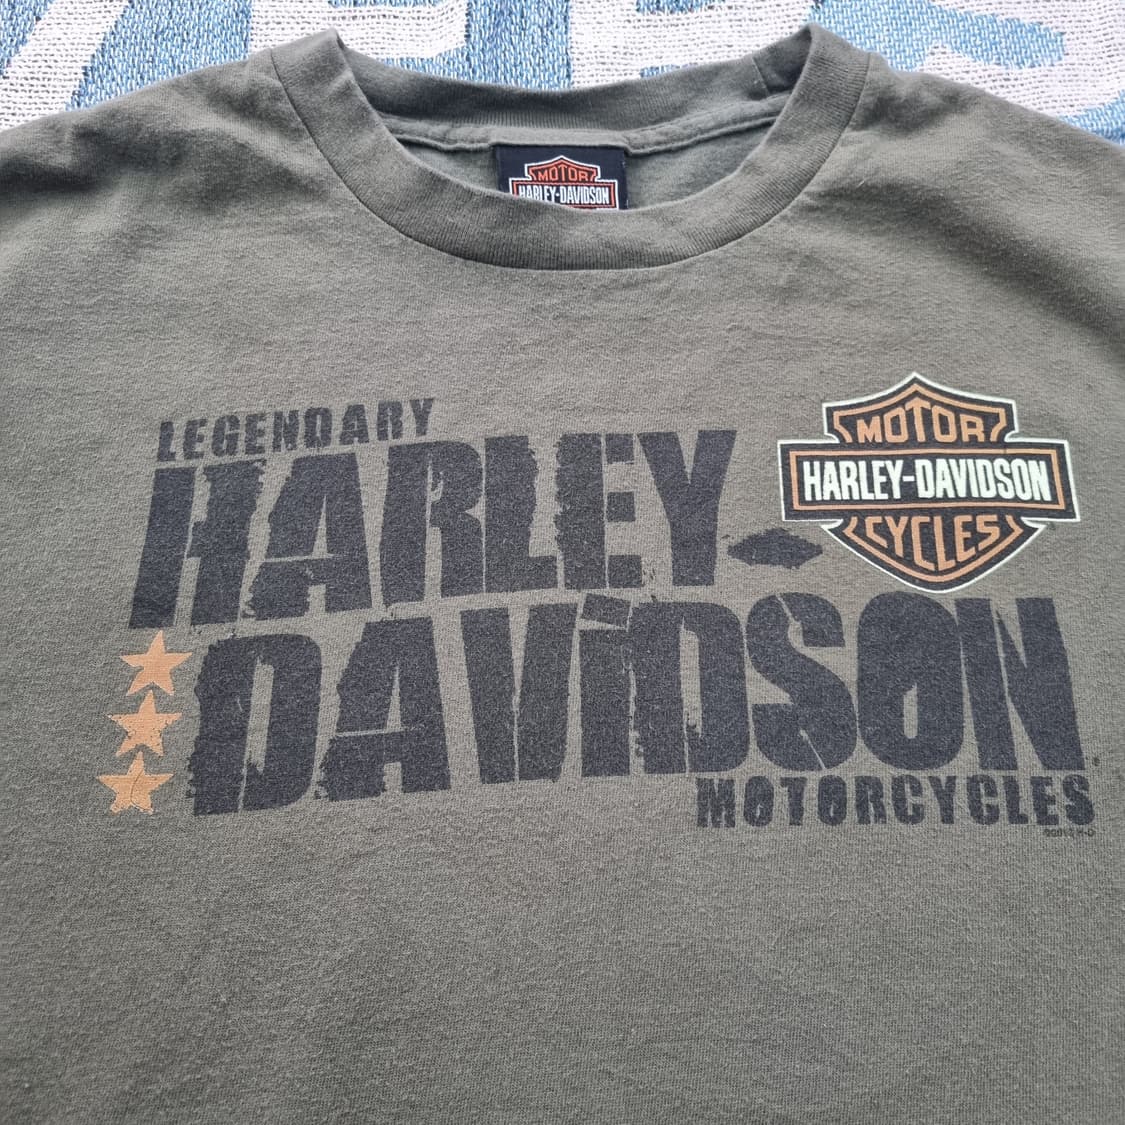 MOTOR
HARLEY-DAVIDSON
LEGENDARY
HARLEY-
DAVIDSON
MOTORCYCLES
MOTOR
HARLEY-DAVIDSON
CYCLES